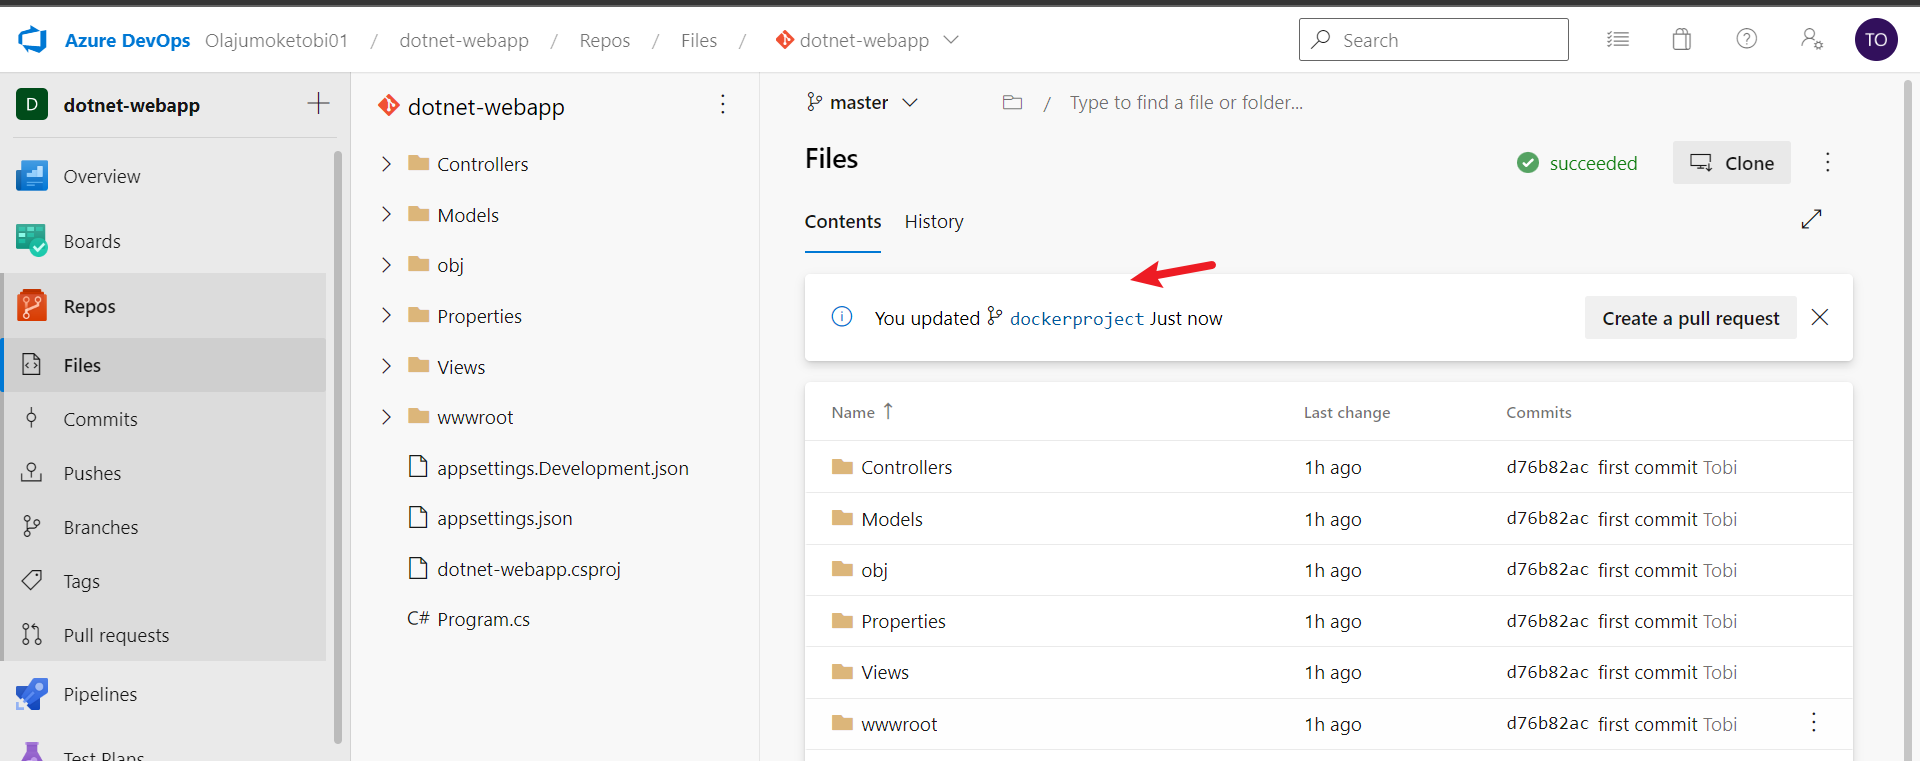 Azure DevOps Olajumoketobi01 / dotnet-webapp / Repos / Files / dotnet-webapp
Search
TO
D dotnet-webapp
Overview
Boards
Repos
Files
Commits
Pushes
Branches
Tags
Pull requests
Pipelines
Test Plans
dotnet-webapp
Controllers
Models
obj
Properties
Views
wwwroot
appsettings.Development.json
appsettings.json
dotnet-webapp.csproj
C# Program.cs
master
/ Type to find a file or folder...
Files
succeeded
Clone
Contents History
You updated dockerproject Just now
Create a pull request
Name Last change Commits
Controllers 1h ago d76b82ac first commit Tobi
Models 1h ago d76b82ac first commit Tobi
obj 1h ago d76b82ac first commit Tobi
Properties 1h ago d76b82ac first commit Tobi
Views 1h ago d76b82ac first commit Tobi
wwwroot 1h ago d76b82ac first commit Tobi